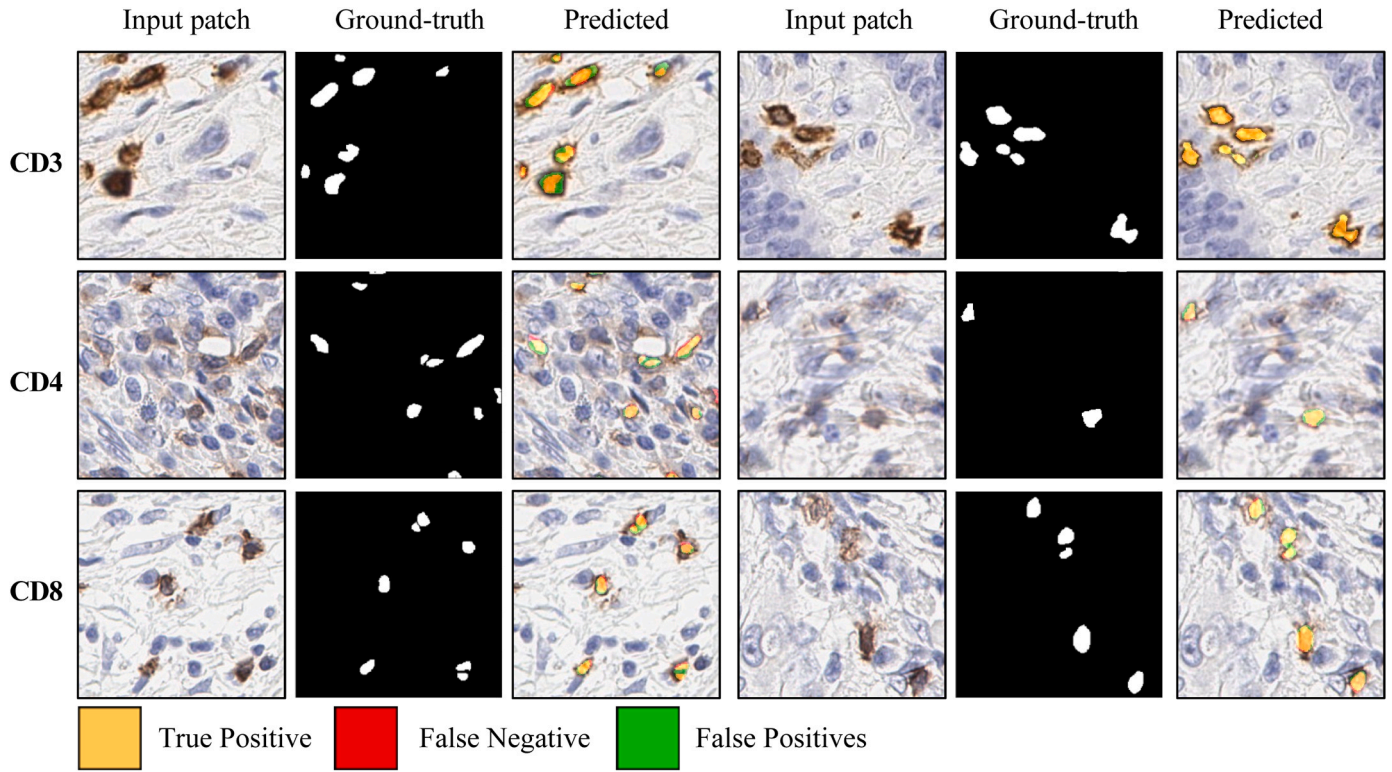 Input patch Ground-truth Predicted Input patch Ground-truth Predicted
CD3
CD4
CD8
True Positive False Negative False Positives